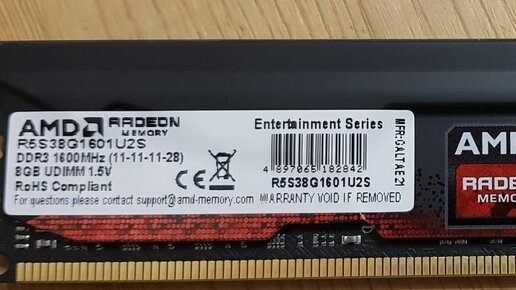 AMD RADEON
MEMORY
R5S38G1601U2S
DDR3 1600MHz (11-11-11-28)
8GB UDIMM 1.5V
RoHS Compliant
For questions please contact support@amd-memory.com
Entertainment Series
4 897065 182842
R5S38G1601U2S
WARRANTY VOID IF REMOVED
MFR:GALTAE21
AMD
RADE
MEMO